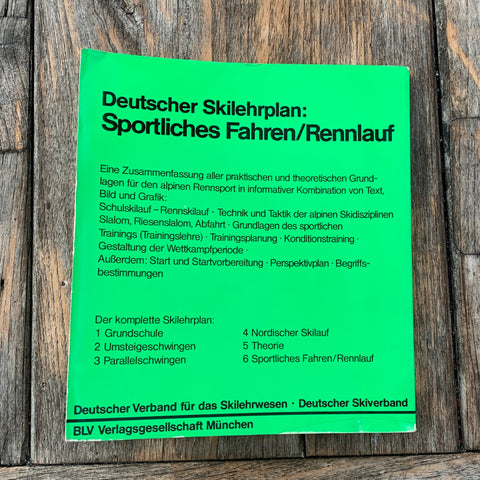 Deutscher Skilehrplan:
Sportliches Fahren/Rennlauf
Eine Zusammenfassung aller praktischen und theoretischen Grund-
lagen für den alpinen Rennsport in informativer Kombination von Text,
Bild und Grafik:
Schulskilauf – Rennskilauf · Technik und Taktik der alpinen Skidisziplinen
Slalom, Riesenslalom, Abfahrt · Grundlagen des sportlichen
Trainings (Trainingslehre) · Trainingsplanung · Konditionstraining ·
Gestaltung der Wettkampfperiode ·
Außerdem: Start und Startvorbereitung · Perspektivplan · Begriffs-
bestimmungen
Der komplette Skilehrplan:
1 Grundschule
2 Umsteigeschwingen
3 Parallelschwingen
4 Nordischer Skilauf
5 Theorie
6 Sportliches Fahren/Rennlauf
Deutscher Verband für das Skilehrwesen · Deutscher Skiverband
BLV Verlagsgesellschaft München